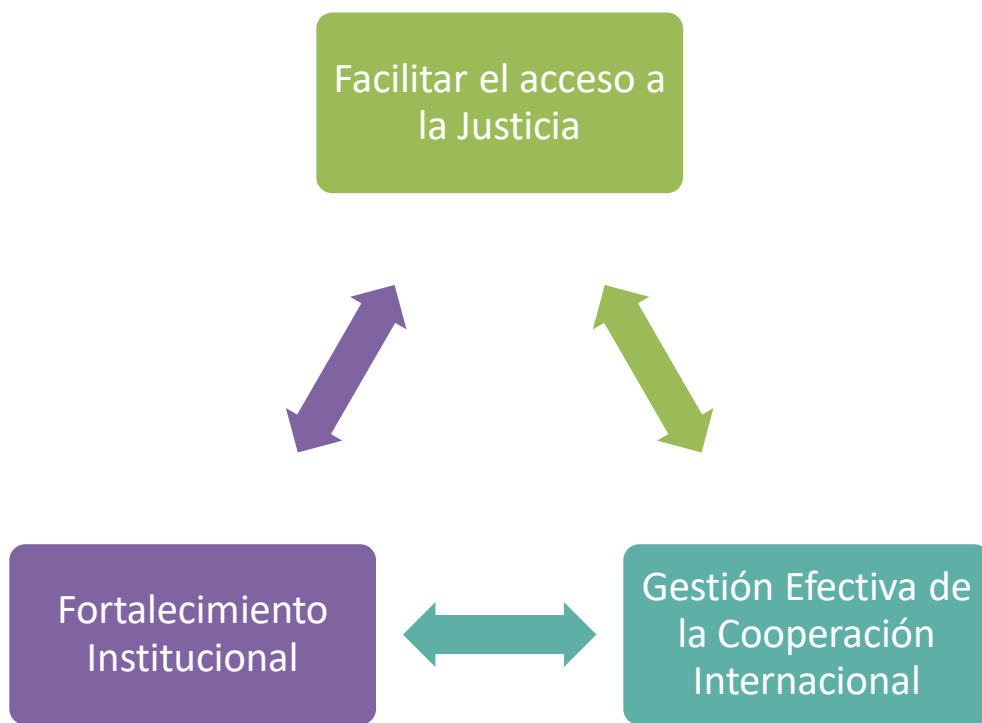 Facilitar el acceso a
la Justicia
Fortalecimiento
Institucional
Gestión Efectiva de
la Cooperación
Internacional